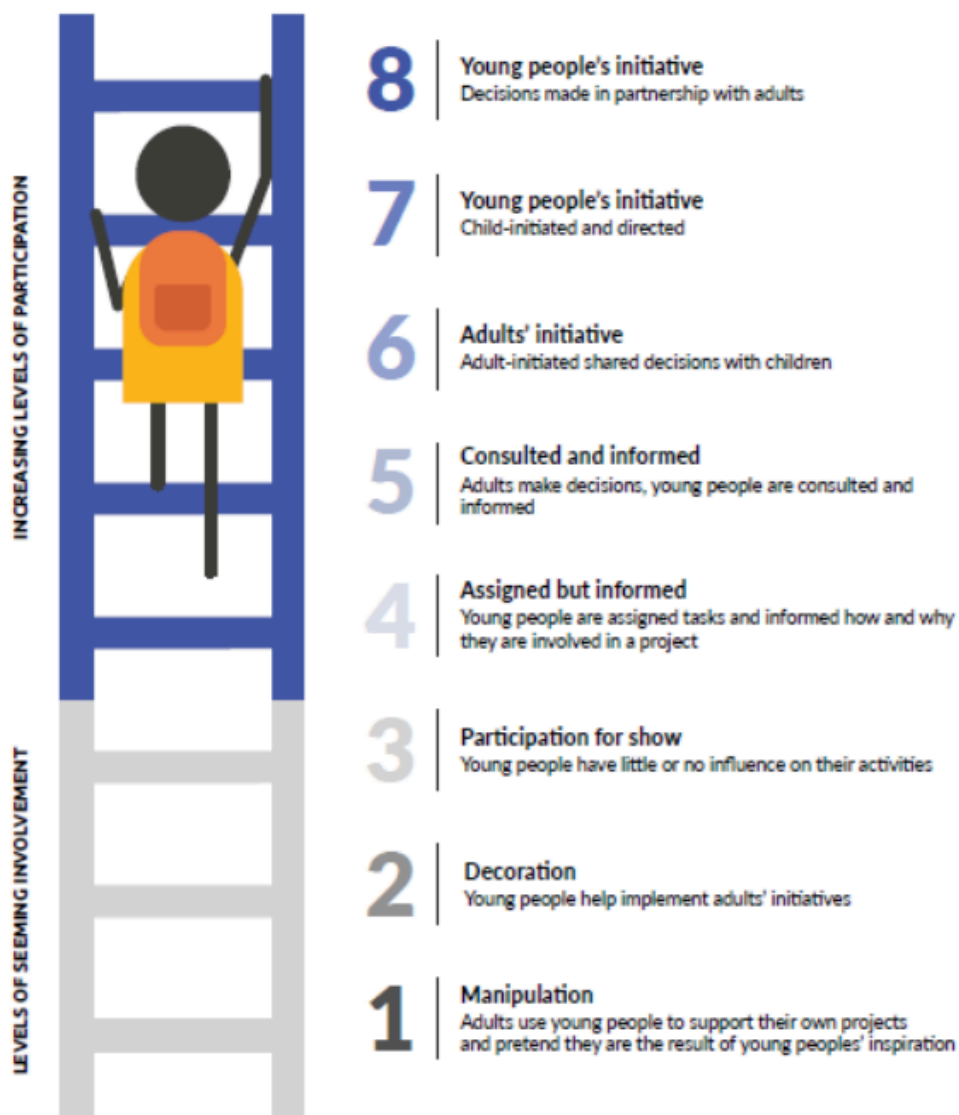 8
Young people's initiative
Decisions made in partnership with adults
7
Young people's initiative
Child-initiated and directed
6
Adults' initiative
Adult-initiated shared decisions with children
5
Consulted and informed
Adults make decisions, young people are consulted and
informed
4
Assigned but informed
Young people are assigned tasks and informed how and why
they are involved in a project
3
Participation for show
Young people have little or no influence on their activities
2
Decoration
Young people help implement adults' initiatives
1
Manipulation
Adults use young people to support their own projects
and pretend they are the result of young peoples' inspiration
INCREASING LEVELS OF PARTICIPATION
LEVELS OF SEEMING INVOLVEMENT